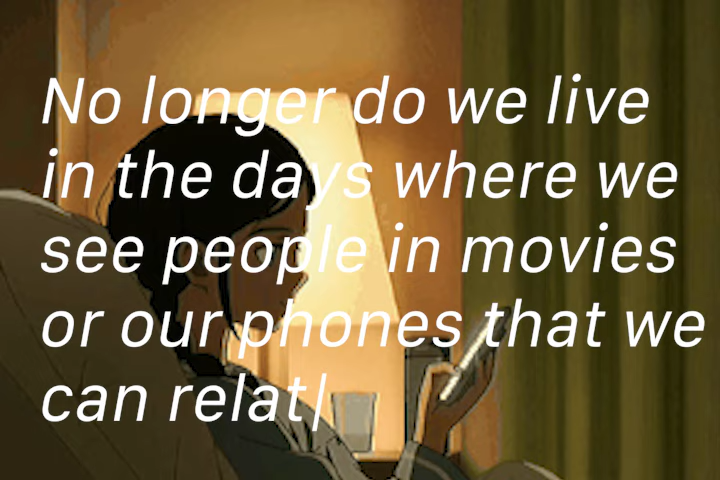 No longer do we live
in the days where we
see people in movies
or our phones that we
can relat|